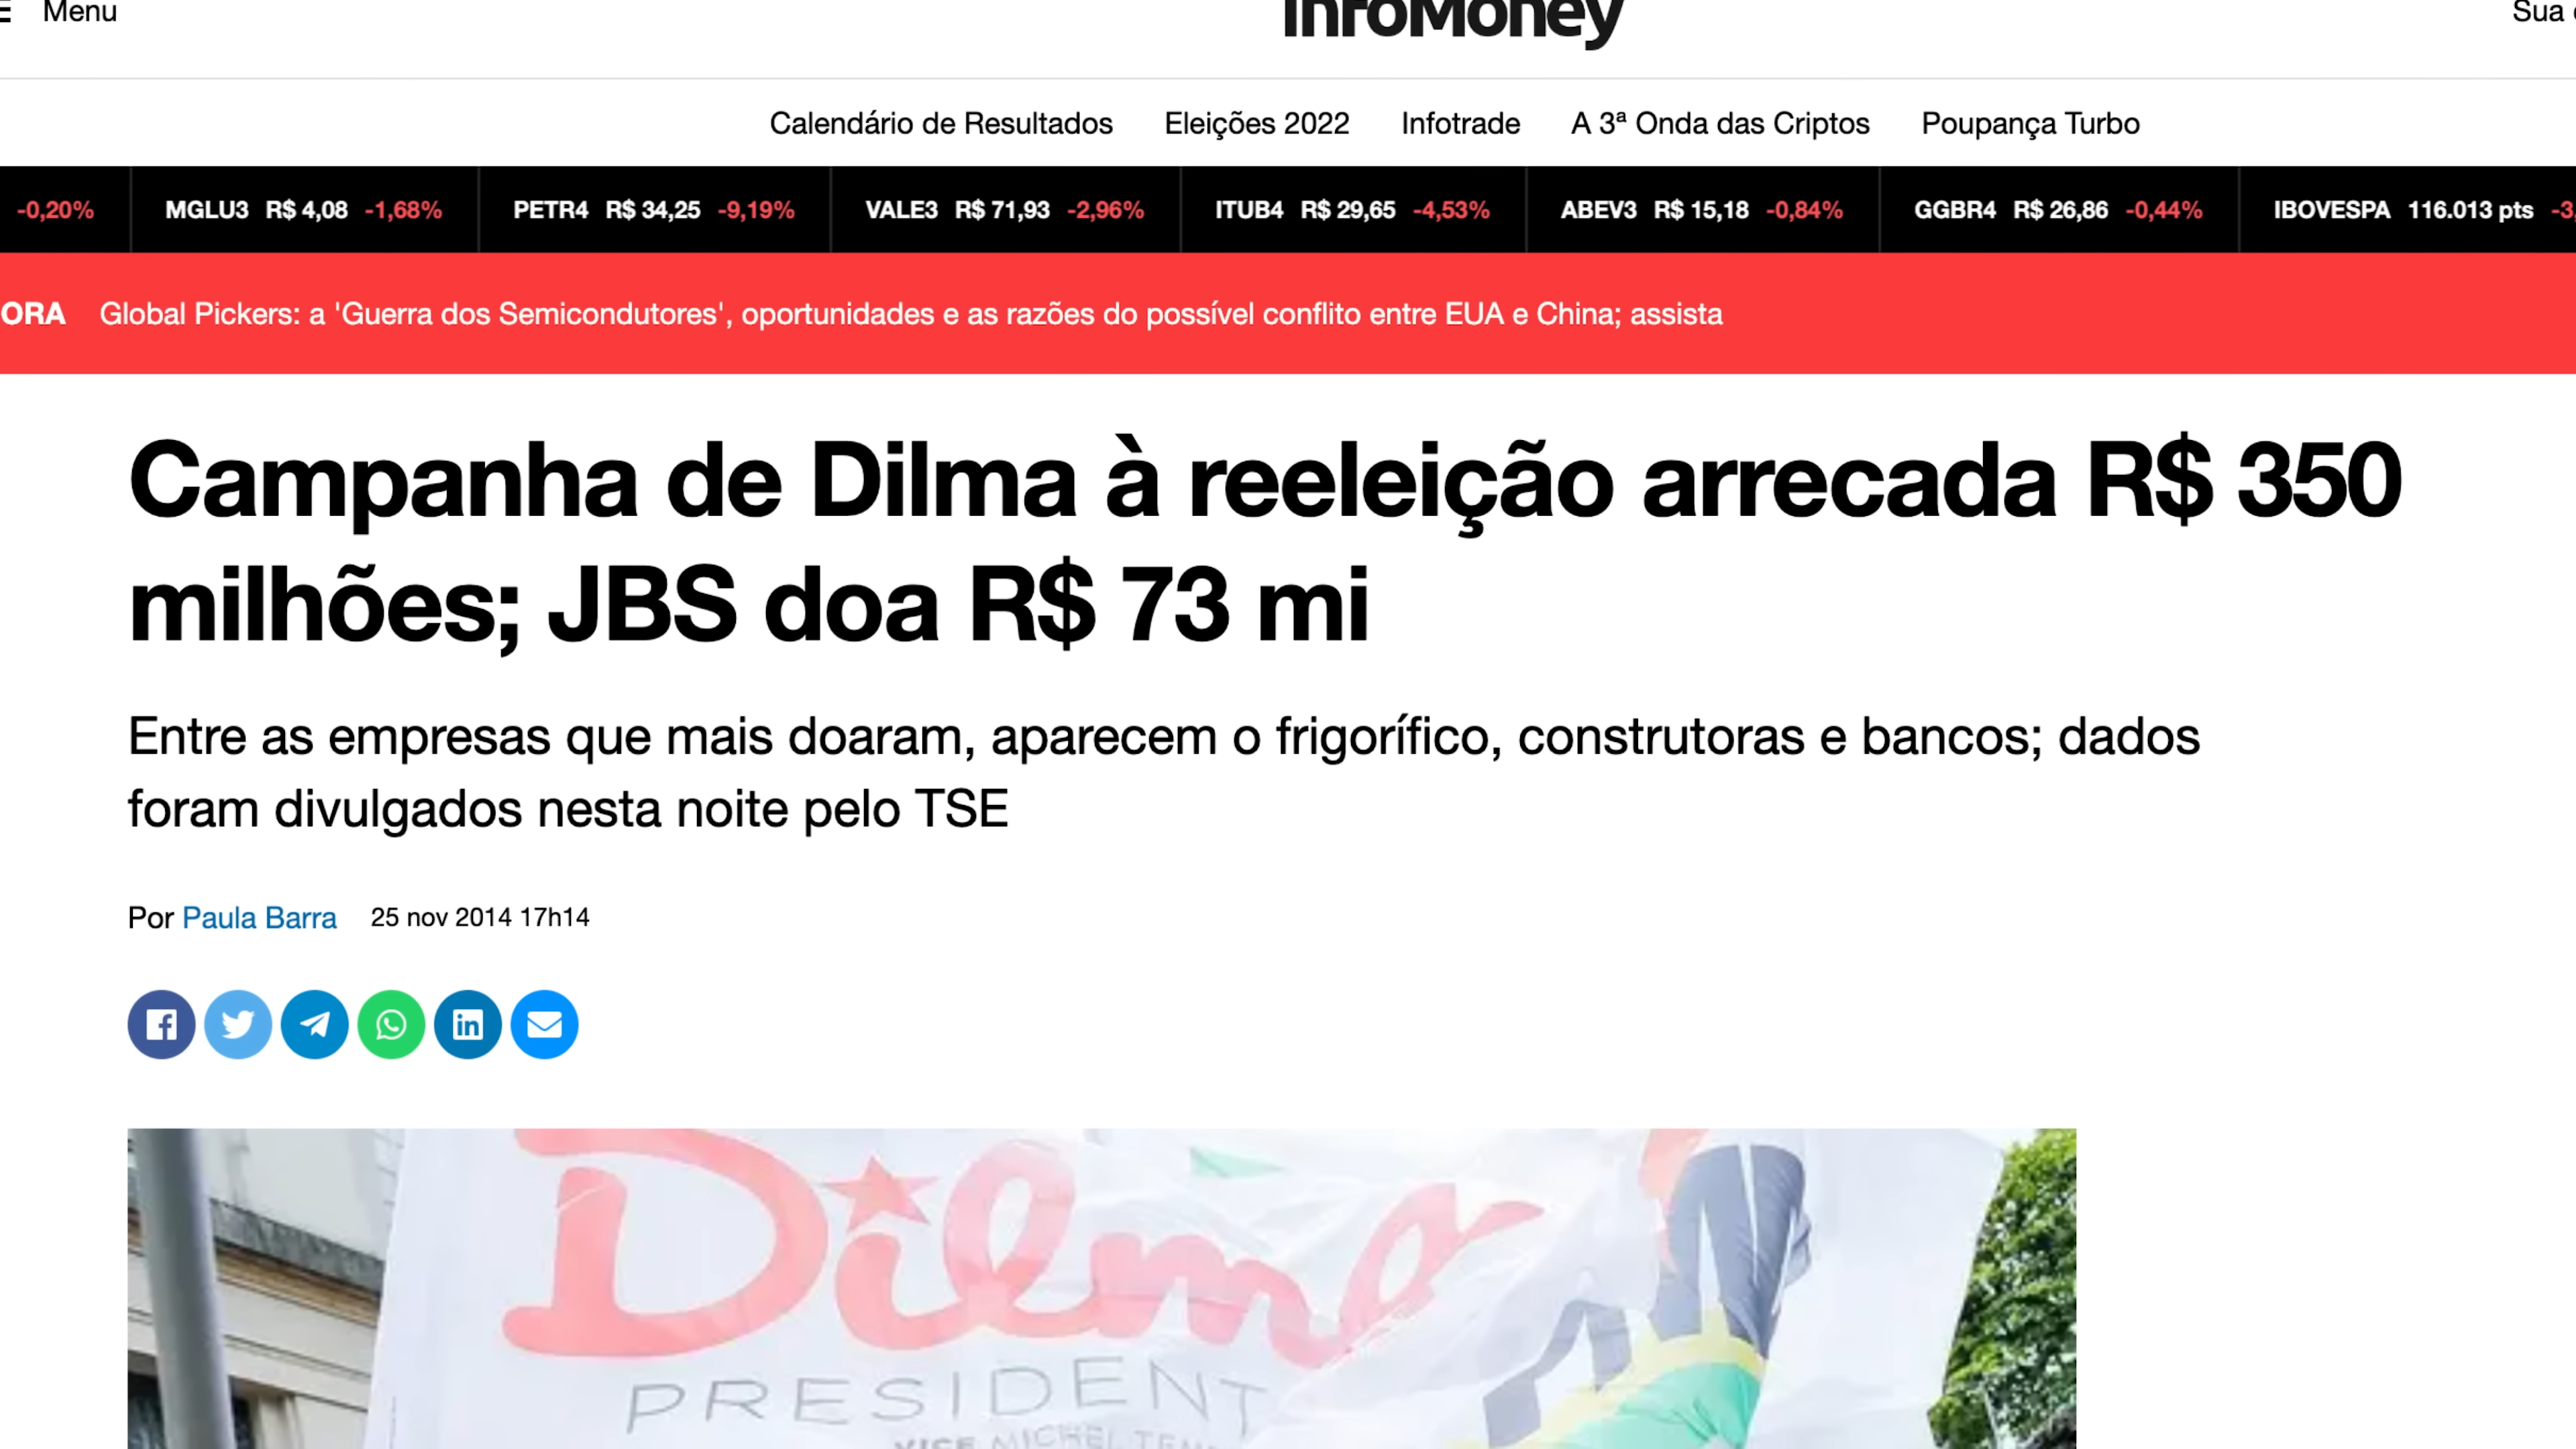 Menu
InfoMoney
Sua
Calendário de Resultados Eleições 2022 Infotrade A 3ª Onda das Criptos Poupança Turbo
-0,20% MGLU3 R$ 4,08 -1,68% PETR4 R$ 34,25 -9,19% VALE3 R$ 71,93 -2,96% ITUB4 R$ 29,65 -4,53% ABEV3 R$ 15,18 -0,84% GGBR4 R$ 26,86 -0,44% IBOVESPA 116.013 pts -3,
ORA Global Pickers: a 'Guerra dos Semicondutores', oportunidades e as razões do possível conflito entre EUA e China; assista
Campanha de Dilma à reeleição arrecada R$ 350
milhões; JBS doa R$ 73 mi
Entre as empresas que mais doaram, aparecem o frigorífico, construtoras e bancos; dados
foram divulgados nesta noite pelo TSE
Por Paula Barra 25 nov 2014 17h14
Dilma
PRESIDENT
VICE MICHEL TEM